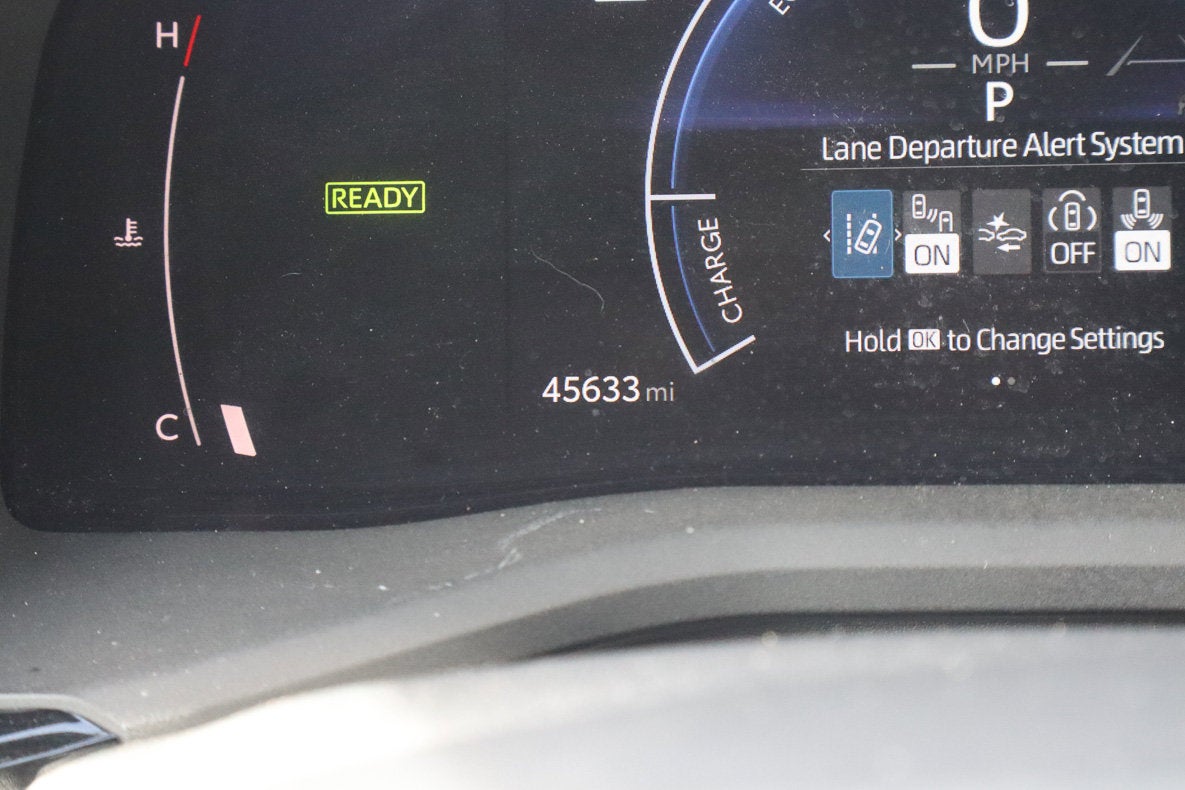 H
0
MPH
P
Lane Departure Alert System
READY
ON
OFF
ON
CHARGE
Hold OK to Change Settings
45633 mi
C